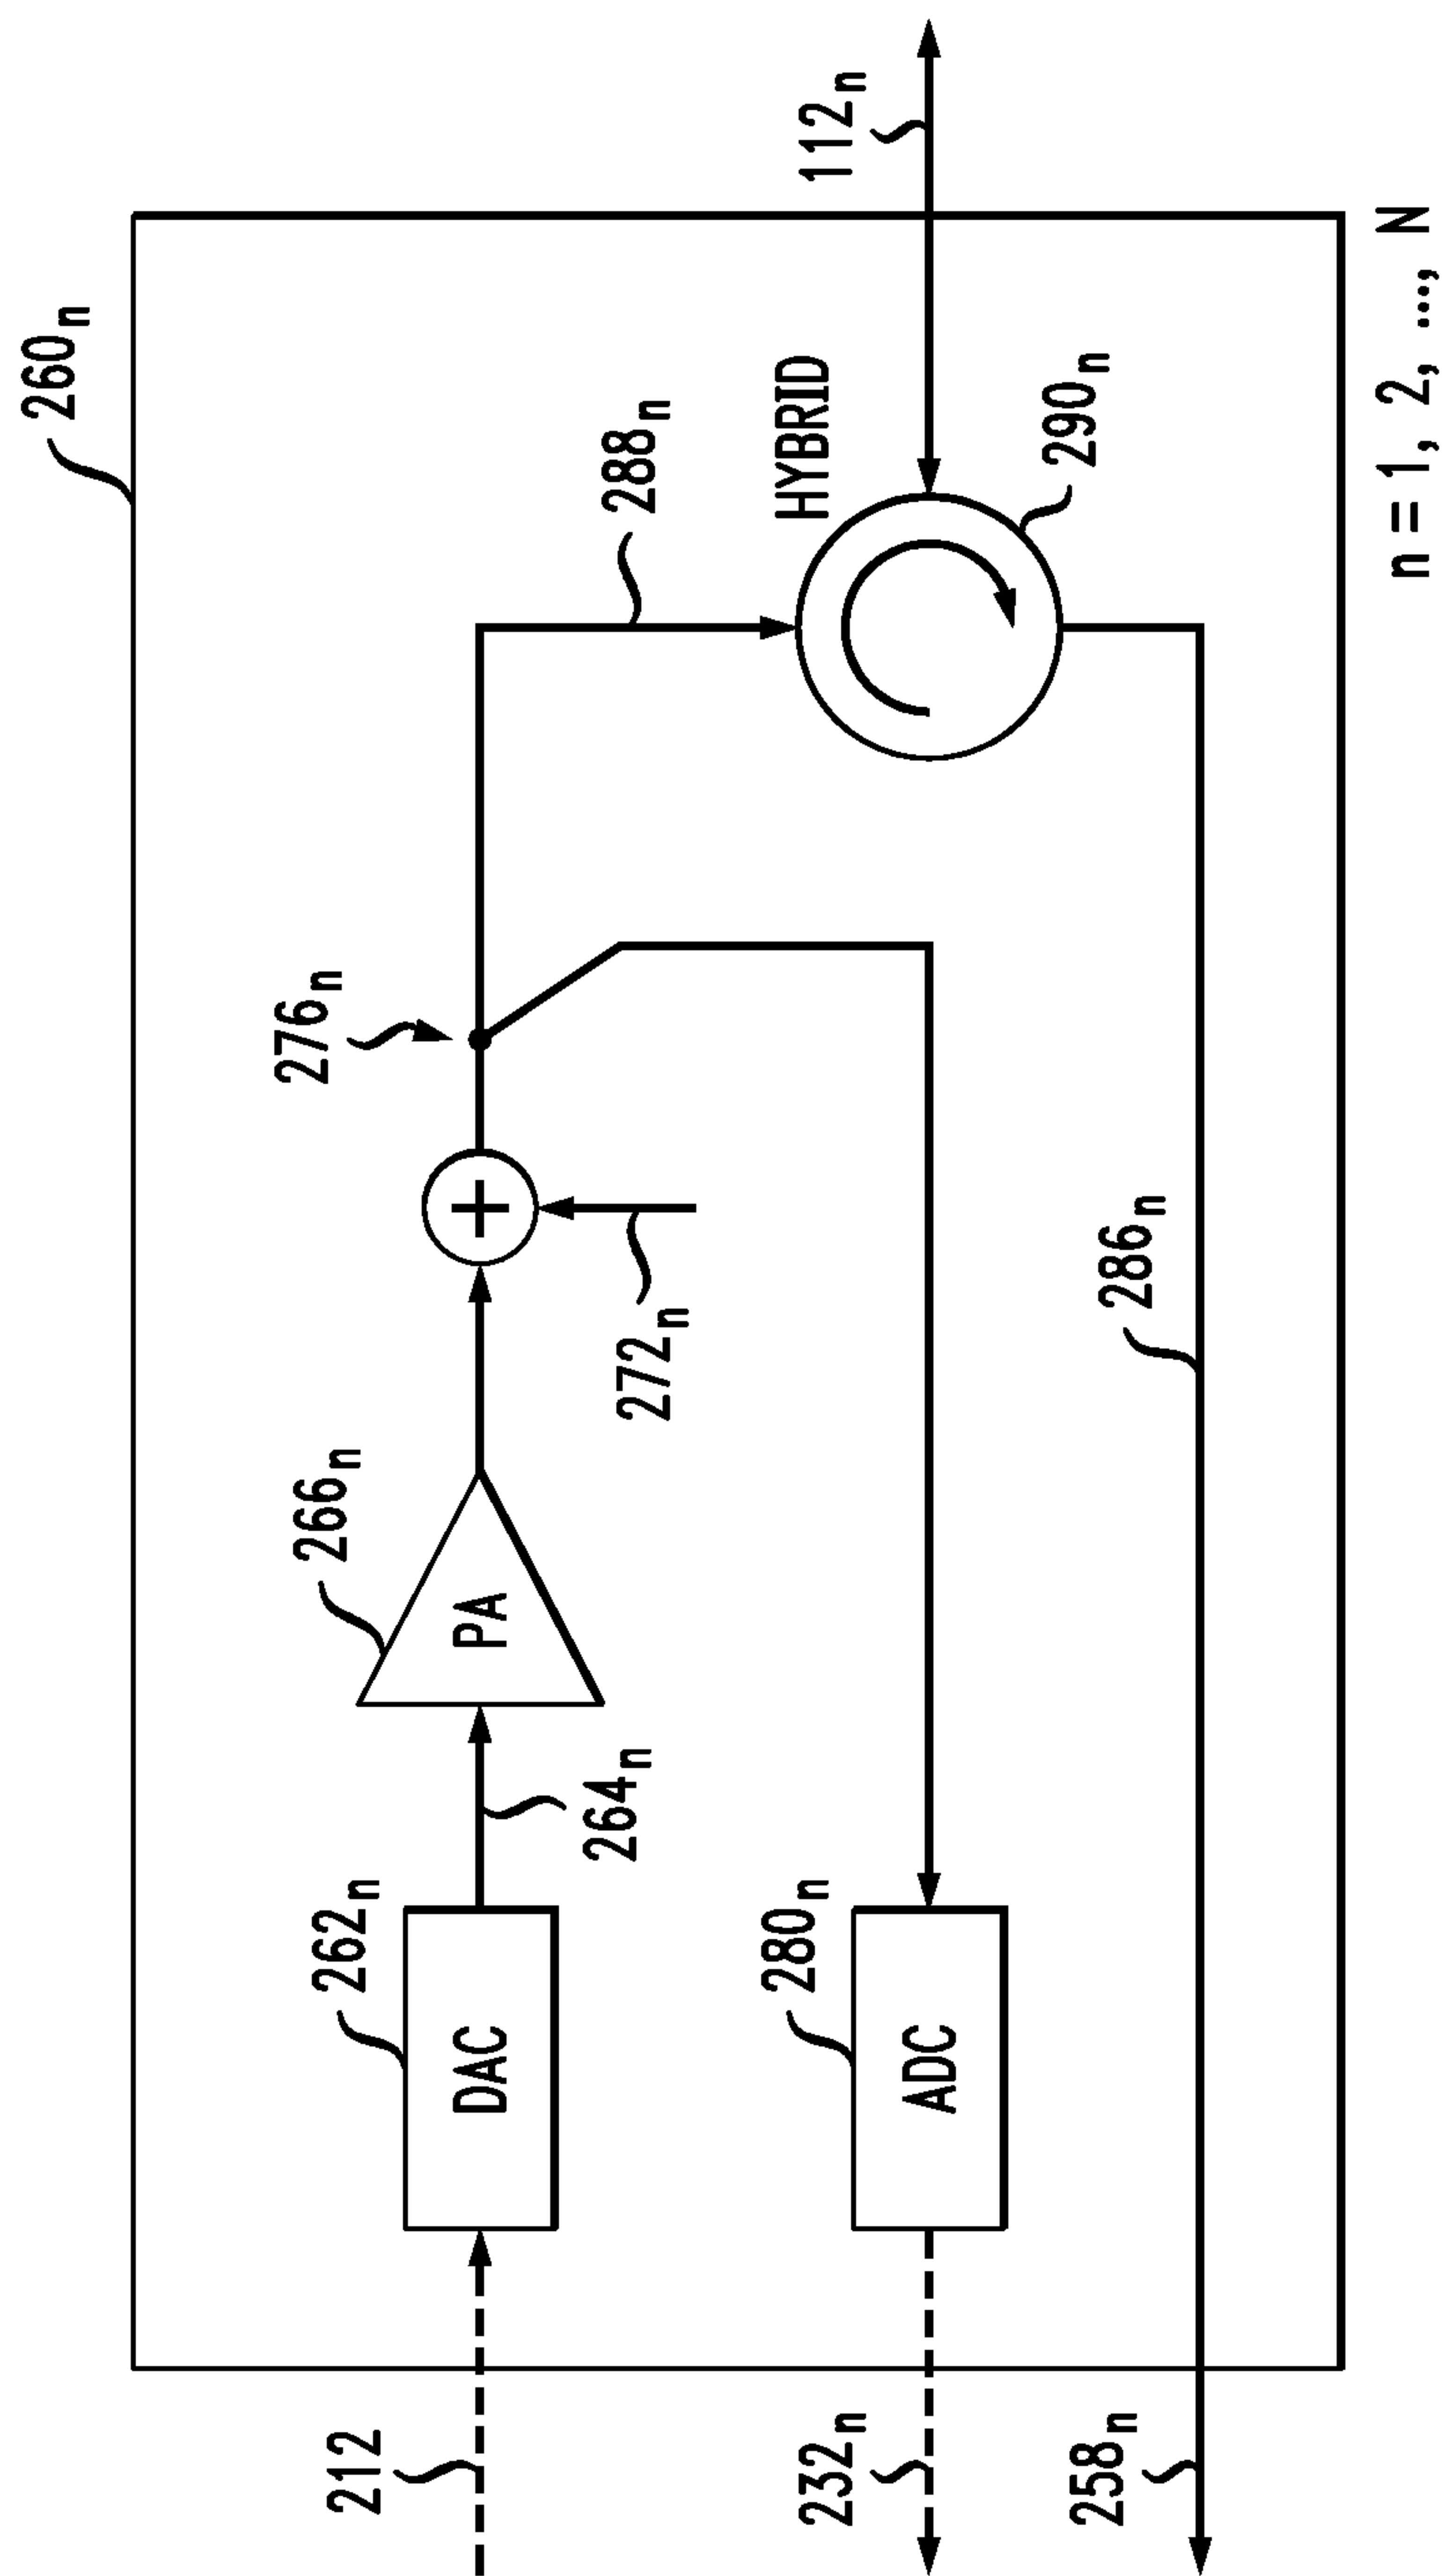 260n
112n
288n
HYBRID
290n
276n
266n
PA
272n
262n
DAC
264n
212
280n
ADC
232n
286n
258n
n = 1, 2, ..., N